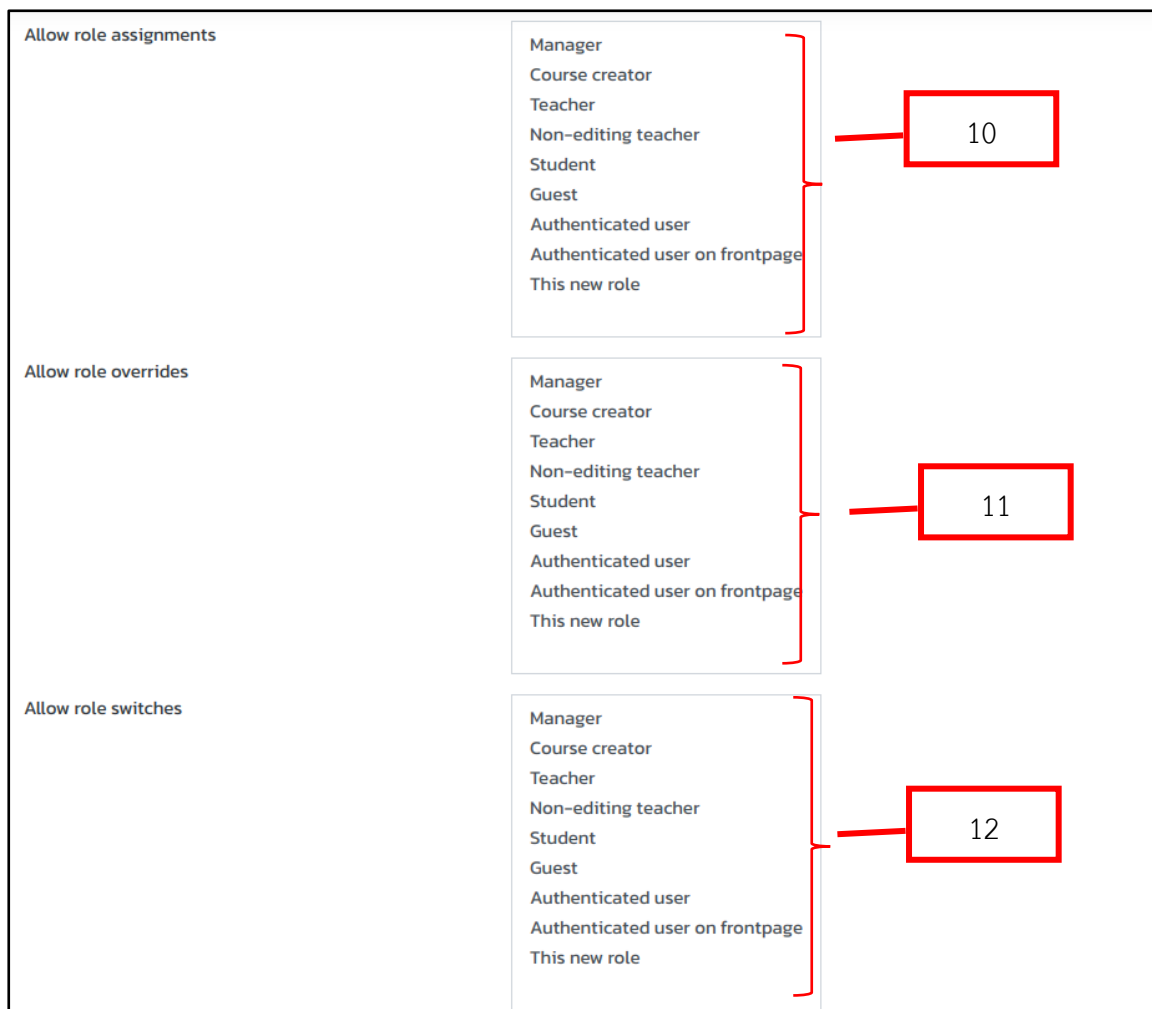 Allow role assignments
Manager
Course creator
Teacher
Non-editing teacher
Student
Guest
Authenticated user
Authenticated user on frontpage
This new role
10
Allow role overrides
Manager
Course creator
Teacher
Non-editing teacher
Student
Guest
Authenticated user
Authenticated user on frontpage
This new role
11
Allow role switches
Manager
Course creator
Teacher
Non-editing teacher
Student
Guest
Authenticated user
Authenticated user on frontpage
This new role
12